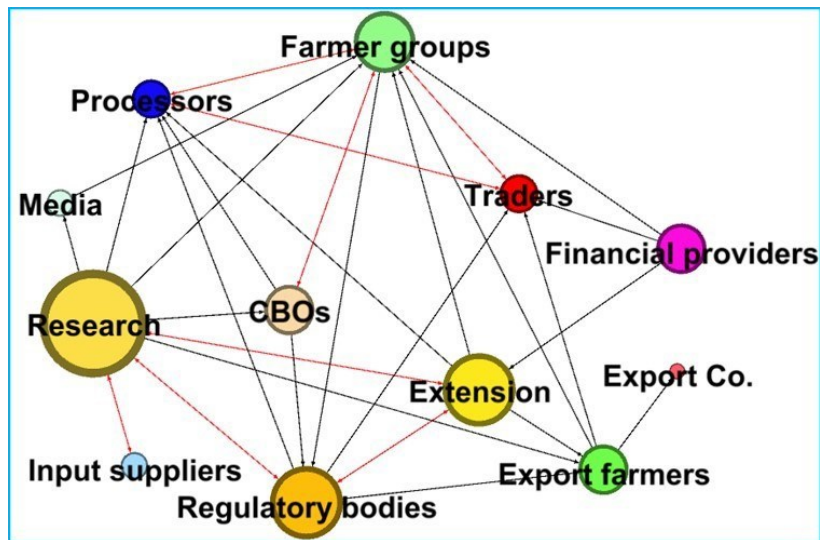 Farmer groups
Processors
Traders
Media
Financial providers
CBOs
Research
Export Co.
Extension
Input suppliers
Export farmers
Regulatory bodies